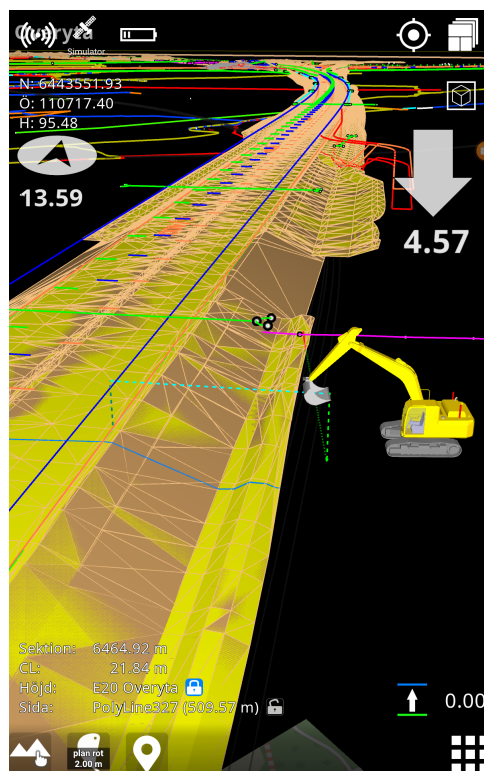 Överyta
Simulator
N: 6443551.93
Ö: 110717.40
H: 95.48
13.59
4.57
Sektion: 6464.92 m
CL: 21.84 m
Höjd: E20 Overyta
Sida: PolyLine327 (509.57 m)
0.00
plan rot
2.00 m